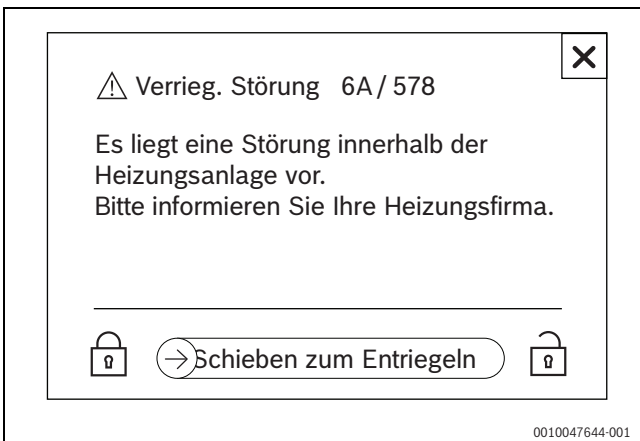 Verrieg. Störung 6A / 578
Es liegt eine Störung innerhalb der
Heizungsanlage vor.
Bitte informieren Sie Ihre Heizungsfirma.
Schieben zum Entriegeln
0010047644-001